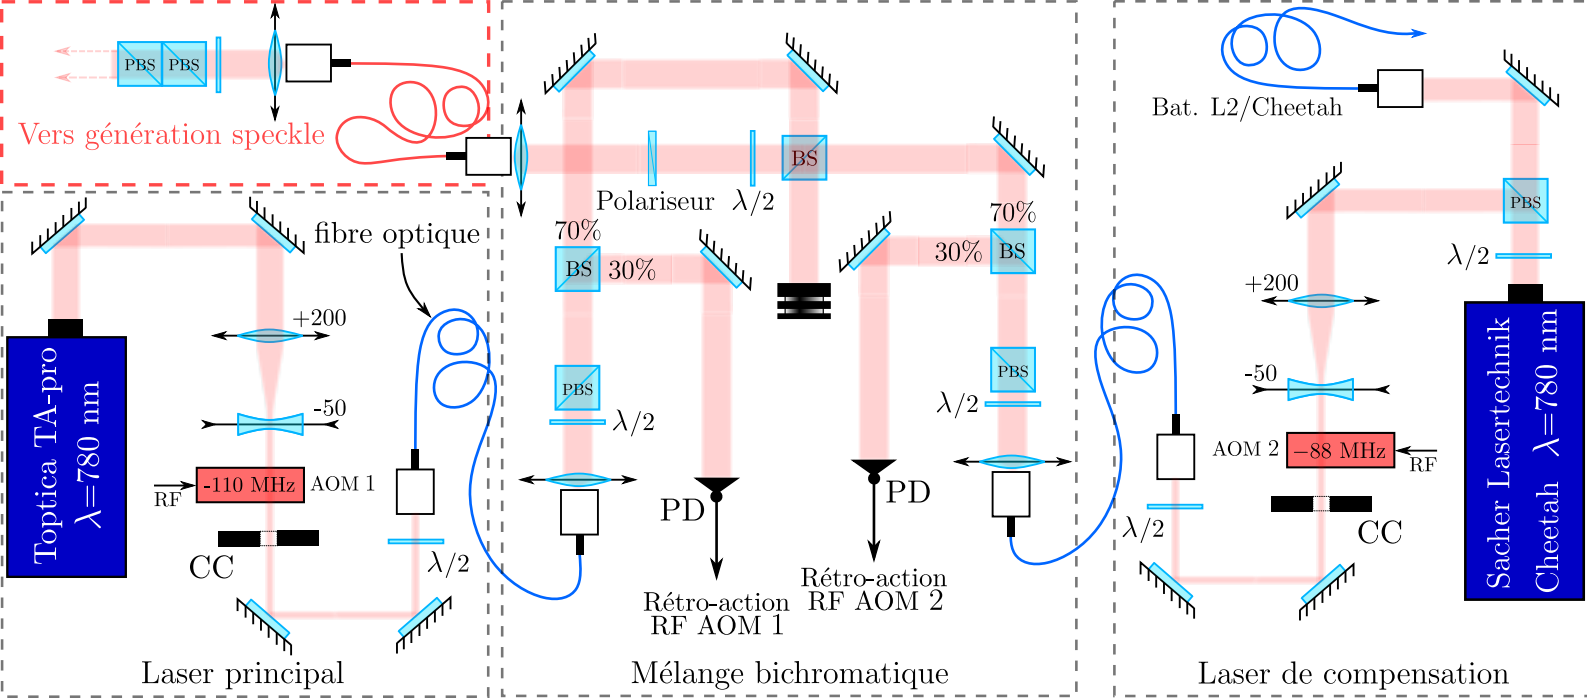 PBS
PBS
Vers génération speckle
fibre optique
Toptica TA-pro
λ=780 nm
+200
-50
-110 MHz
AOM 1
RF
CC
λ/2
Laser principal
BS
Polariseur
λ/2
70%
BS
30%
70%
BS
30%
PBS
λ/2
PBS
λ/2
PD
PD
Rétro-action
RF AOM 1
Rétro-action
RF AOM 2
Mélange bichromatique
Bat. L2/Cheetah
PBS
λ/2
+200
-50
AOM 2
−88 MHz
RF
CC
λ/2
Sacher Lasertechnik
Cheetah λ=780 nm
Laser de compensation